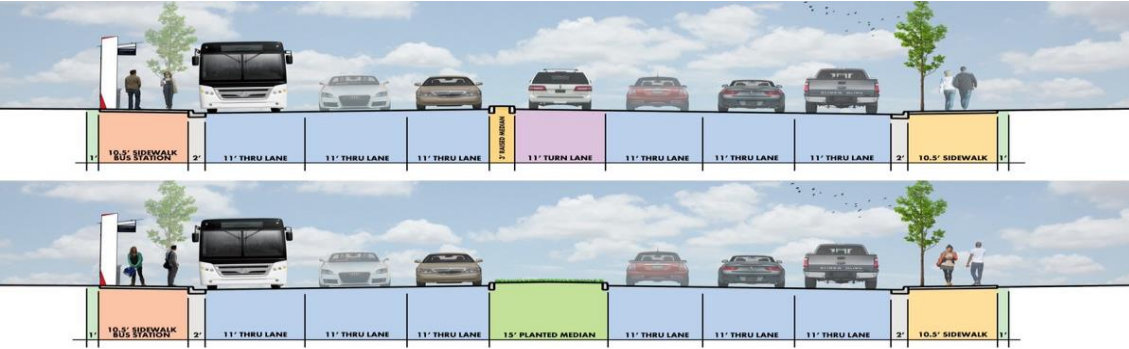 1'
10.5' SIDEWALK
BUS STATION
2'
11' THRU LANE
11' THRU LANE
11' THRU LANE
2' RAISED MEDIAN
11' TURN LANE
11' THRU LANE
11' THRU LANE
11' THRU LANE
2'
10.5' SIDEWALK
1'
1'
10.5' SIDEWALK
BUS STATION
2'
11' THRU LANE
11' THRU LANE
11' THRU LANE
15' PLANTED MEDIAN
11' THRU LANE
11' THRU LANE
11' THRU LANE
2'
10.5' SIDEWALK
1'